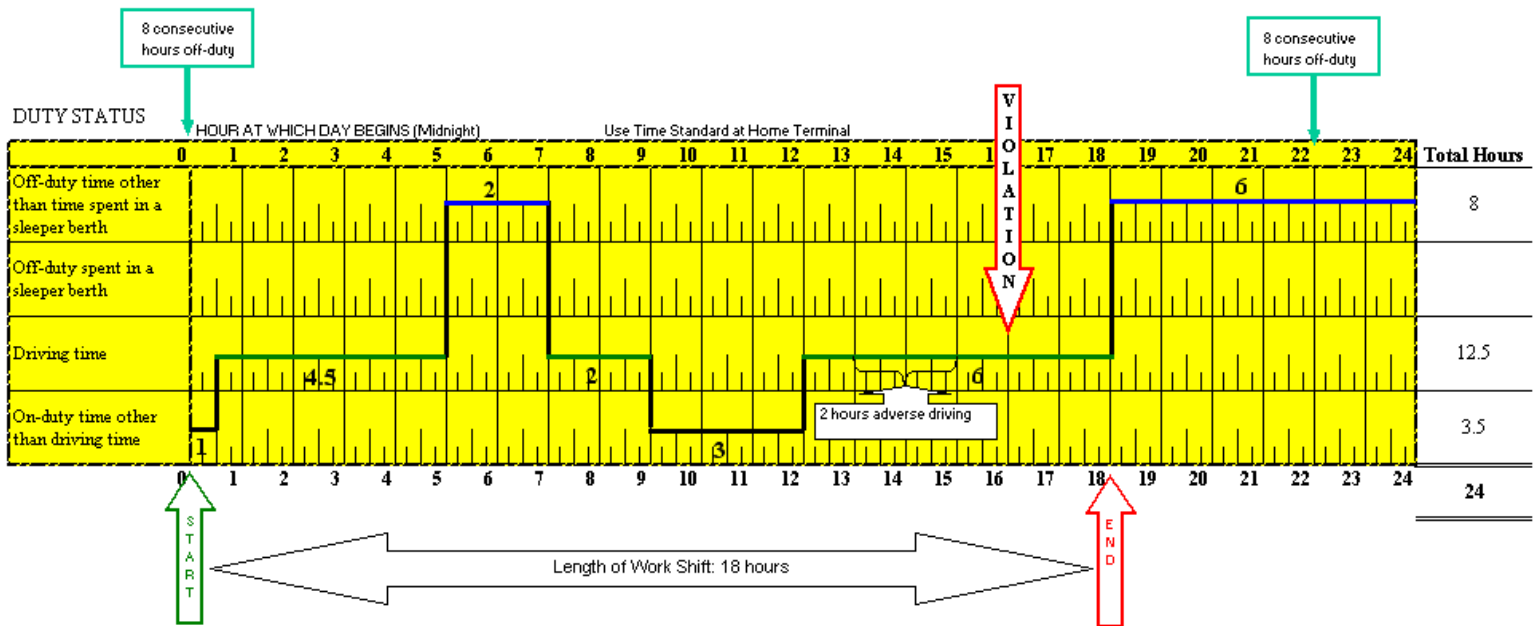 8 consecutive
hours off-duty
8 consecutive
hours off-duty
DUTY STATUS
HOUR AT WHICH DAY BEGINS (Midnight)
Use Time Standard at Home Terminal
VIOLATION
0 1 2 3 4 5 6 7 8 9 10 11 12 13 14 15 1 17 18 19 20 21 22 23 24 Total Hours
Off-duty time other
than time spent in a
sleeper berth
2
6
8
Off-duty spent in a
sleeper berth
Driving time
4.5
2
6
12.5
2 hours adverse driving
On-duty time other
than driving time
1
3
3.5
0 1 2 3 4 5 6 7 8 9 10 11 12 13 14 15 16 17 18 19 20 21 22 23 24
24
START
Length of Work Shift: 18 hours
END